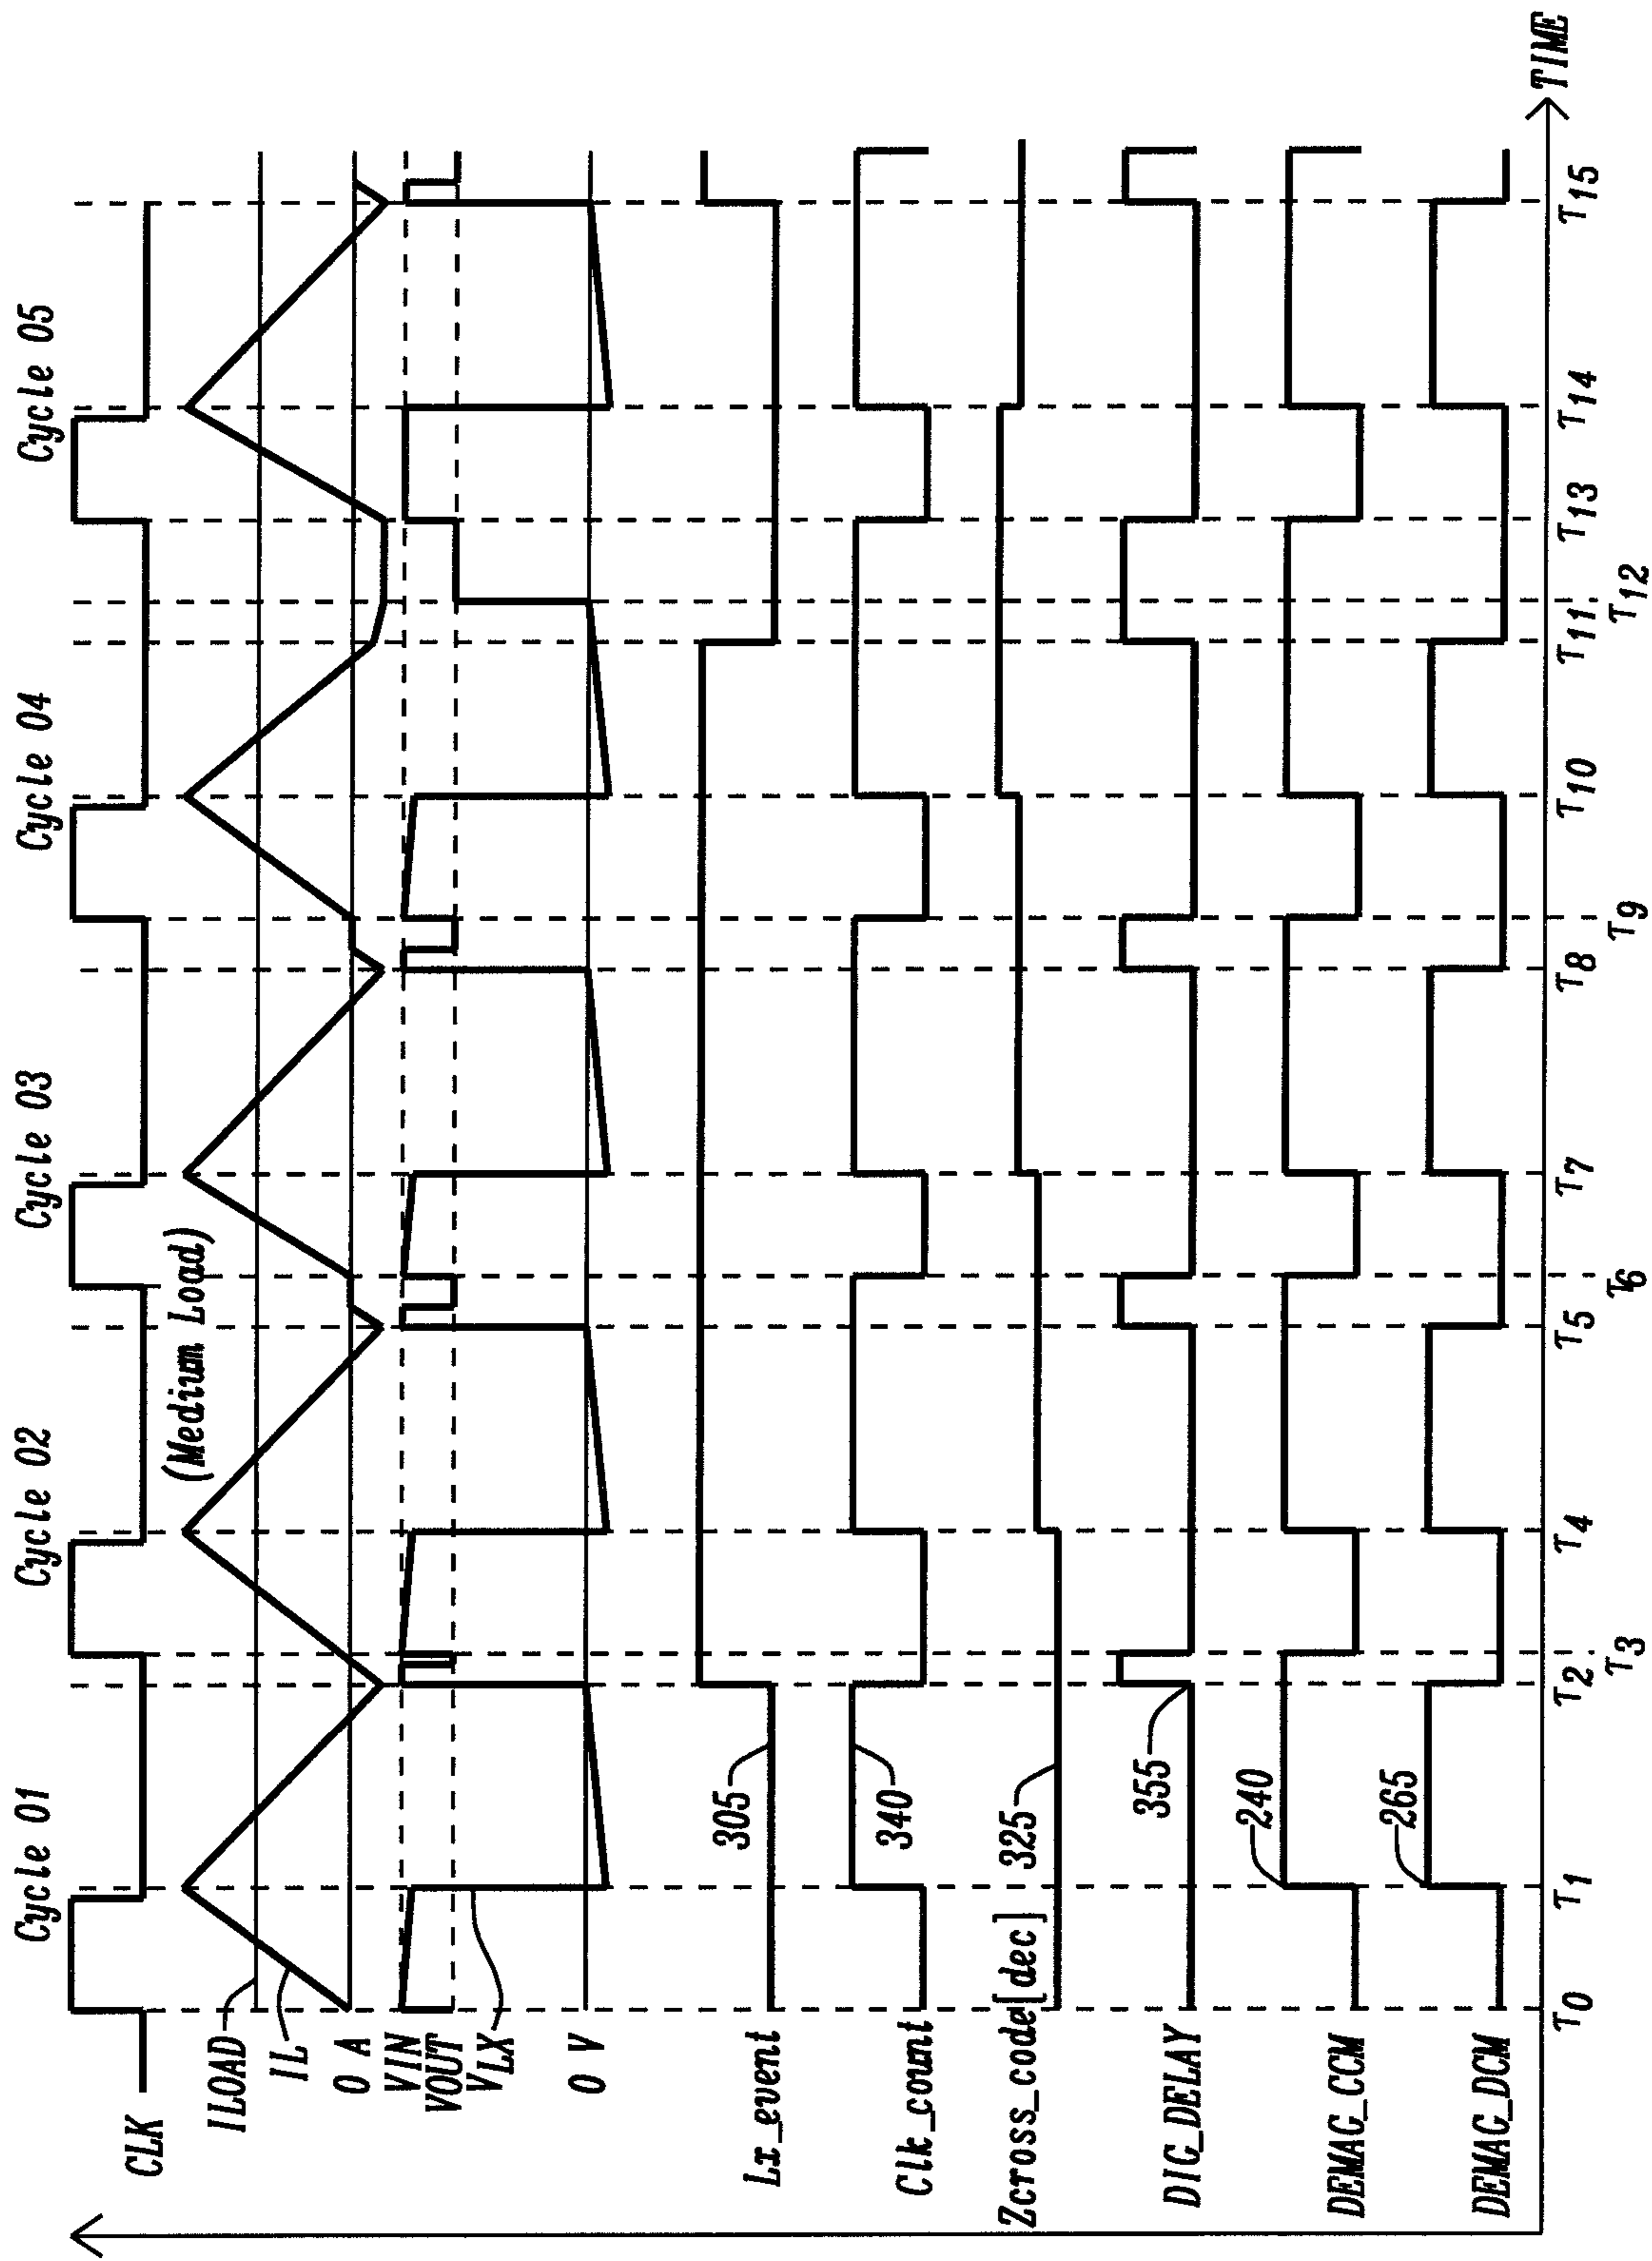 Cycle 01
Cycle 02
Cycle 03
Cycle 04
Cycle 05
CLK
(Medium Load)
ILOAD
IL
0 A
VIN
VOUT
VLX
0 V
Lx_event
305
Clk_count
340
Zcross_code[dec]
325
DIG_DELAY
355
DEMAG_CCM
240
DEMAG_DCM
265
T0
T1
T2
T3
T4
T5
T6
T7
T8
T9
T10
T11
T12
T13
T14
T15
TIME